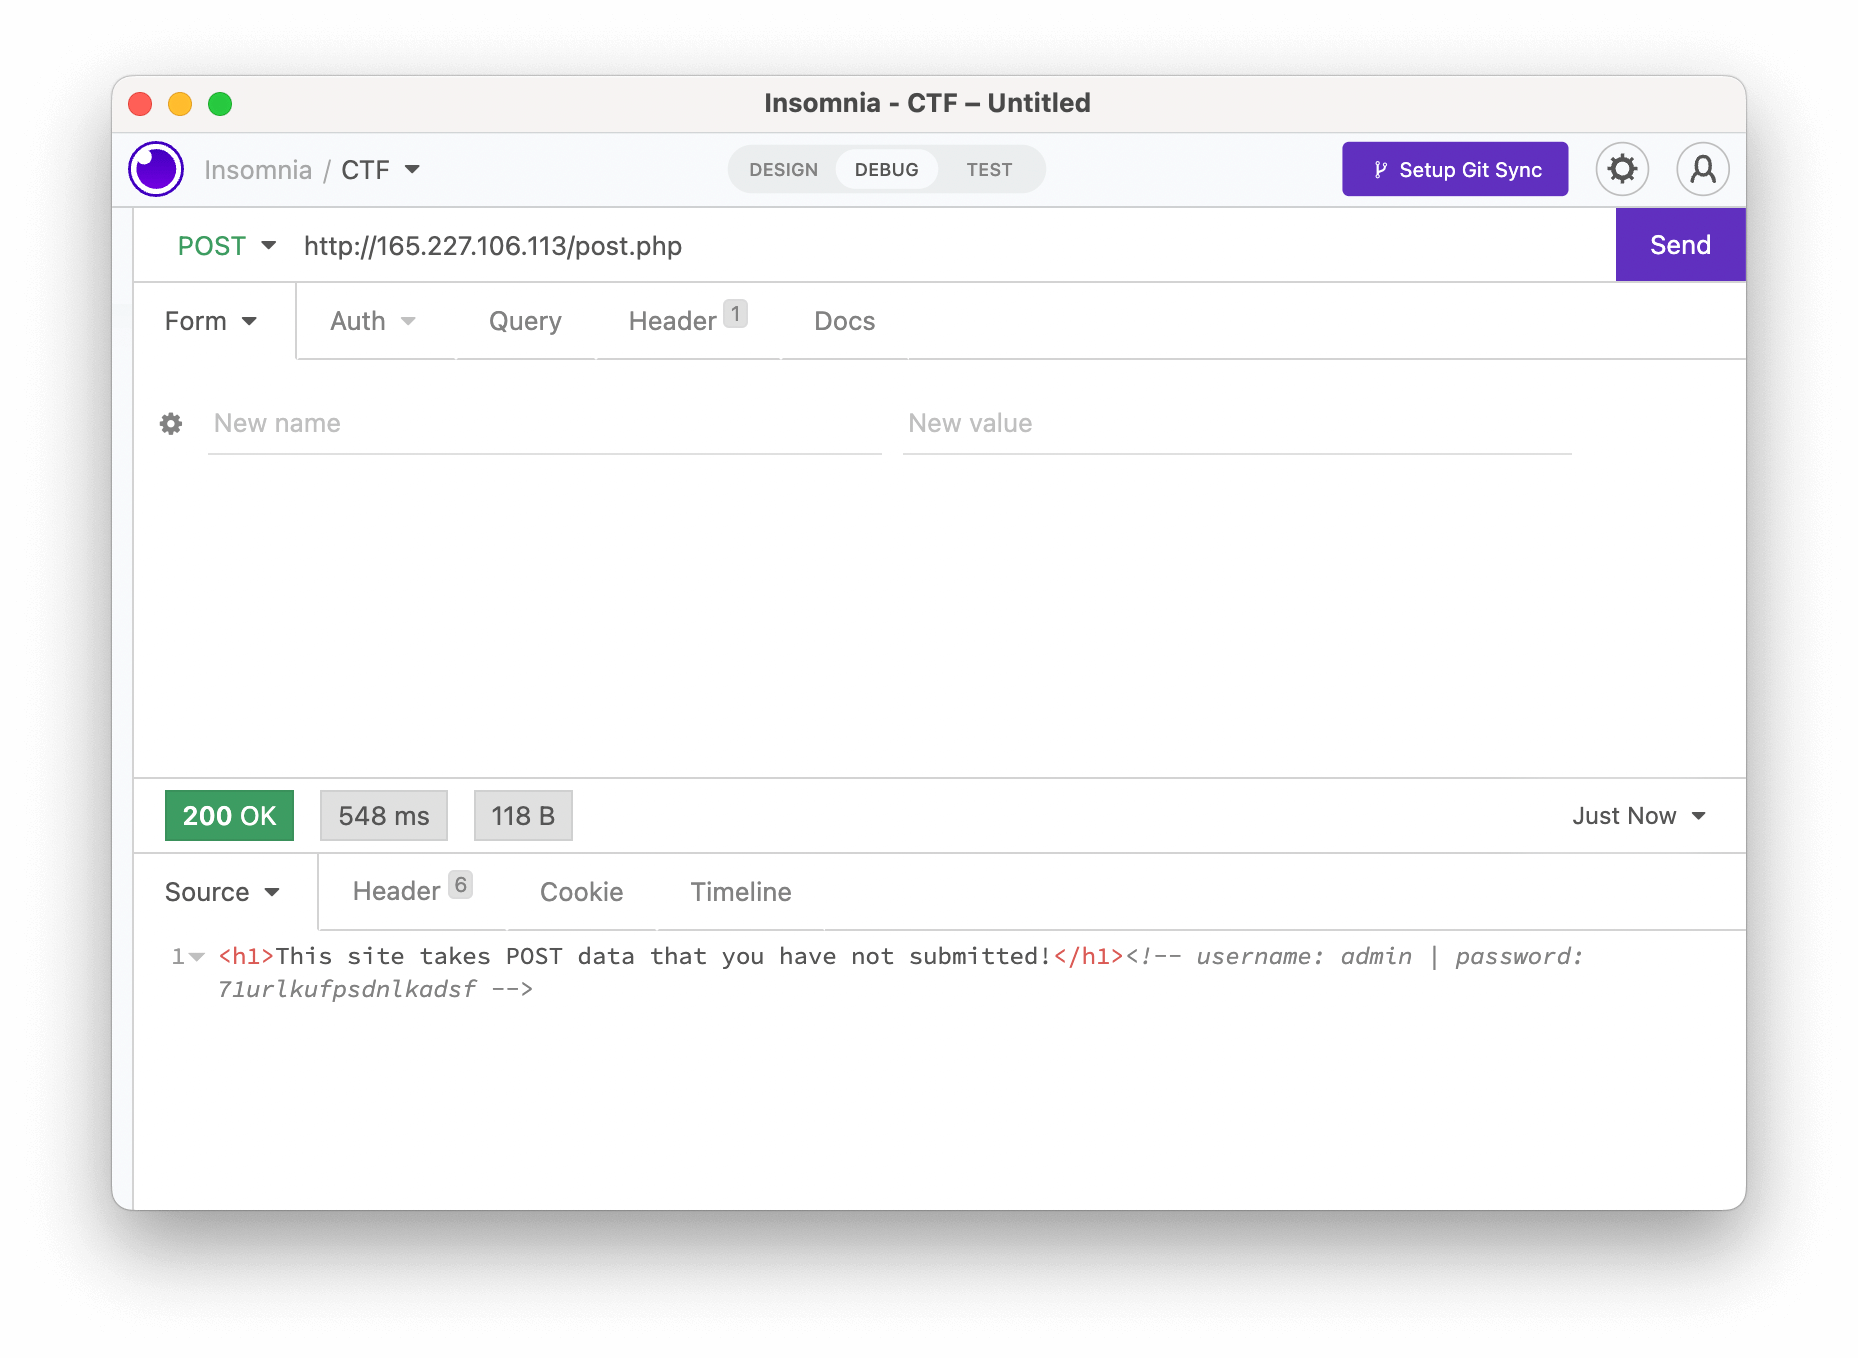 Insomnia - CTF – Untitled
Insomnia / CTF
DESIGN DEBUG TEST
Setup Git Sync
POST http://165.227.106.113/post.php Send
Form Auth Query Header 1 Docs
New name New value
200 OK 548 ms 118 B Just Now
Source Header 6 Cookie Timeline
1 <h1>This site takes POST data that you have not submitted!</h1><!-- username: admin | password:
71urlkufpsdnlkadsf -->